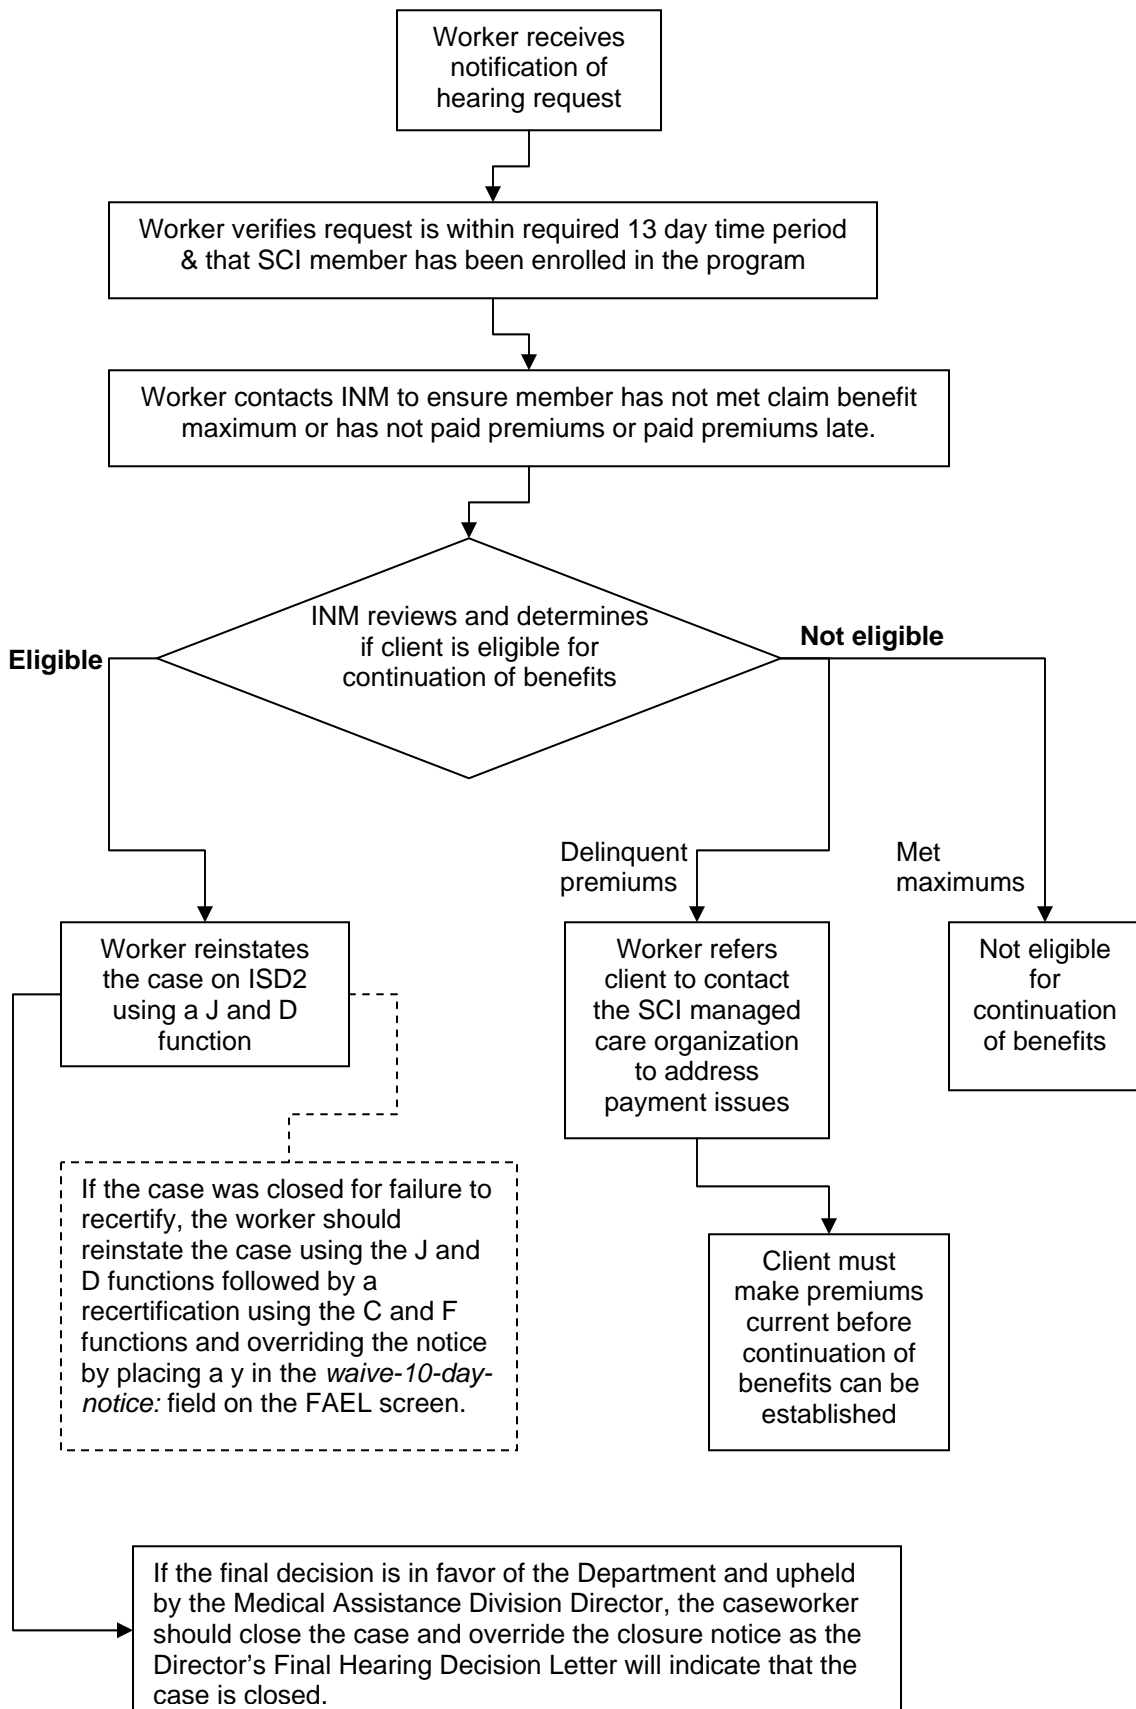 Worker receives
notification of
hearing request
Worker verifies request is within required 13 day time period
& that SCI member has been enrolled in the program
Worker contacts INM to ensure member has not met claim benefit
maximum or has not paid premiums or paid premiums late.
INM reviews and determines
if client is eligible for
continuation of benefits
Eligible
Not eligible
Delinquent
premiums
Met
maximums
Worker reinstates
the case on ISD2
using a J and D
function
Worker refers
client to contact
the SCI managed
care organization
to address
payment issues
Not eligible
for
continuation
of benefits
If the case was closed for failure to
recertify, the worker should
reinstate the case using the J and
D functions followed by a
recertification using the C and F
functions and overriding the notice
by placing a y in the waive-10-day-
notice: field on the FAEL screen.
Client must
make premiums
current before
continuation of
benefits can be
established
If the final decision is in favor of the Department and upheld
by the Medical Assistance Division Director, the caseworker
should close the case and override the closure notice as the
Director’s Final Hearing Decision Letter will indicate that the
case is closed.